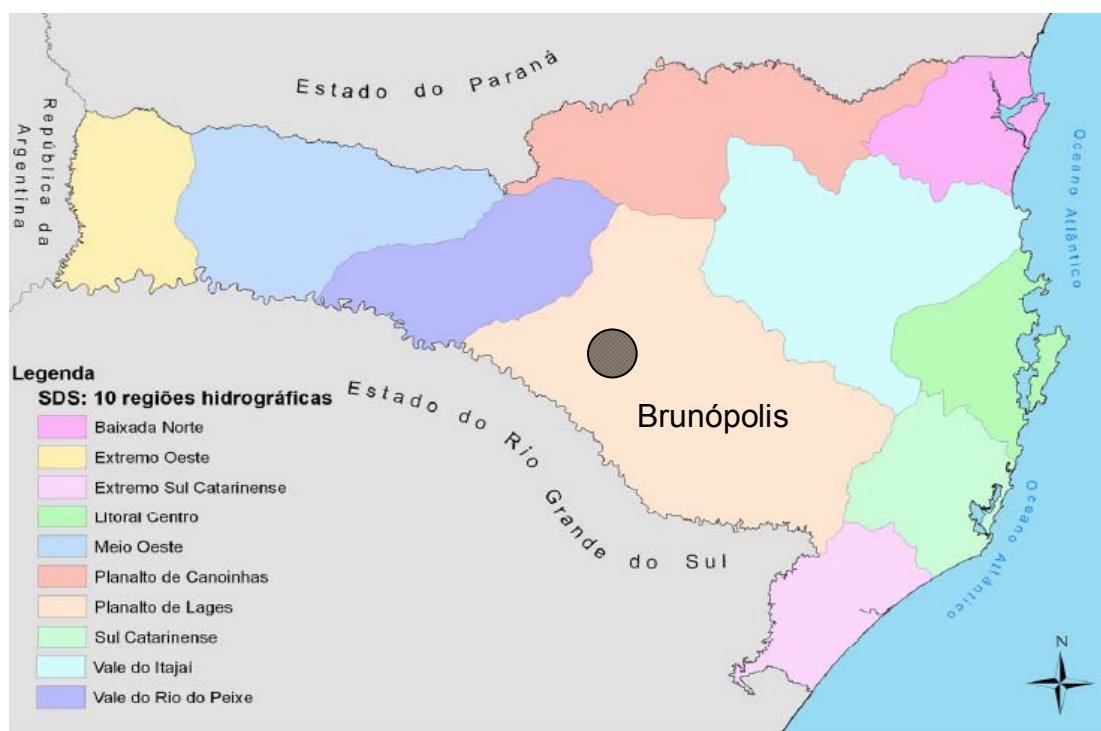 Estado do Paraná
República da
Argentina
Oceano Atlântico
Brunópolis
Estado do Rio Grande do Sul
Oceano Atlântico
Legenda
SDS: 10 regiões hidrográficas
Baixada Norte
Extremo Oeste
Extremo Sul Catarinense
Litoral Centro
Meio Oeste
Planalto de Canoinhas
Planalto de Lages
Sul Catarinense
Vale do Itajaí
Vale do Rio do Peixe
N